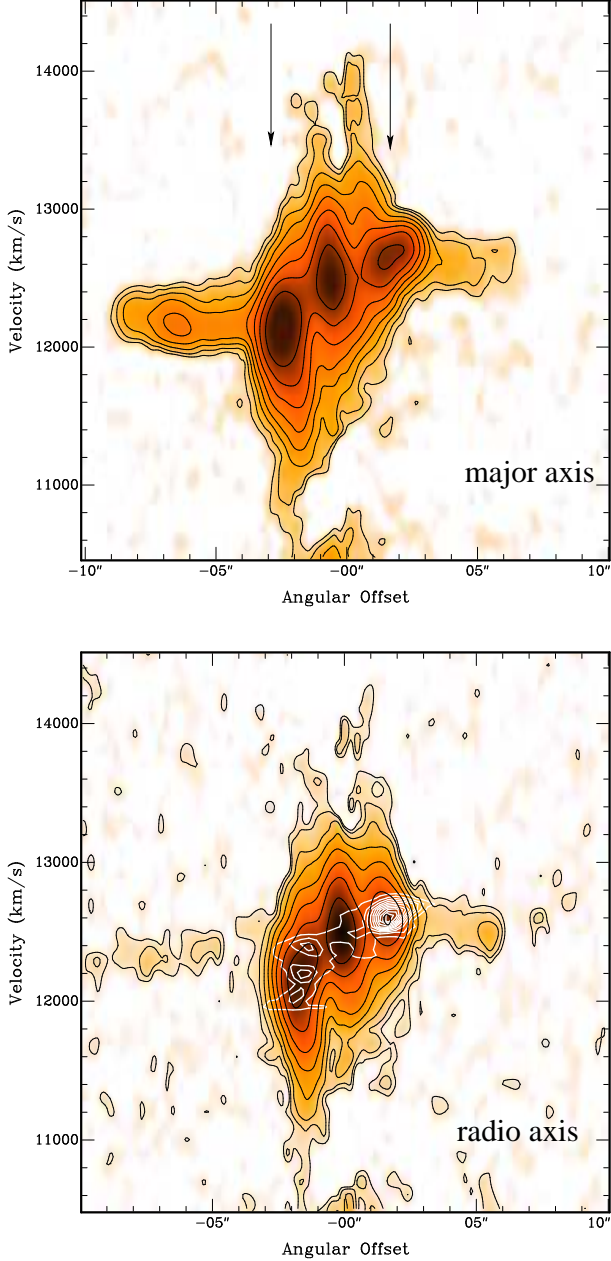 14000
13000
Velocity (km/s)
12000
major axis
11000
-10" -05" -00" 05" 10"
Angular Offset
14000
13000
Velocity (km/s)
12000
radio axis
11000
-05" -00" 05" 10"
Angular Offset